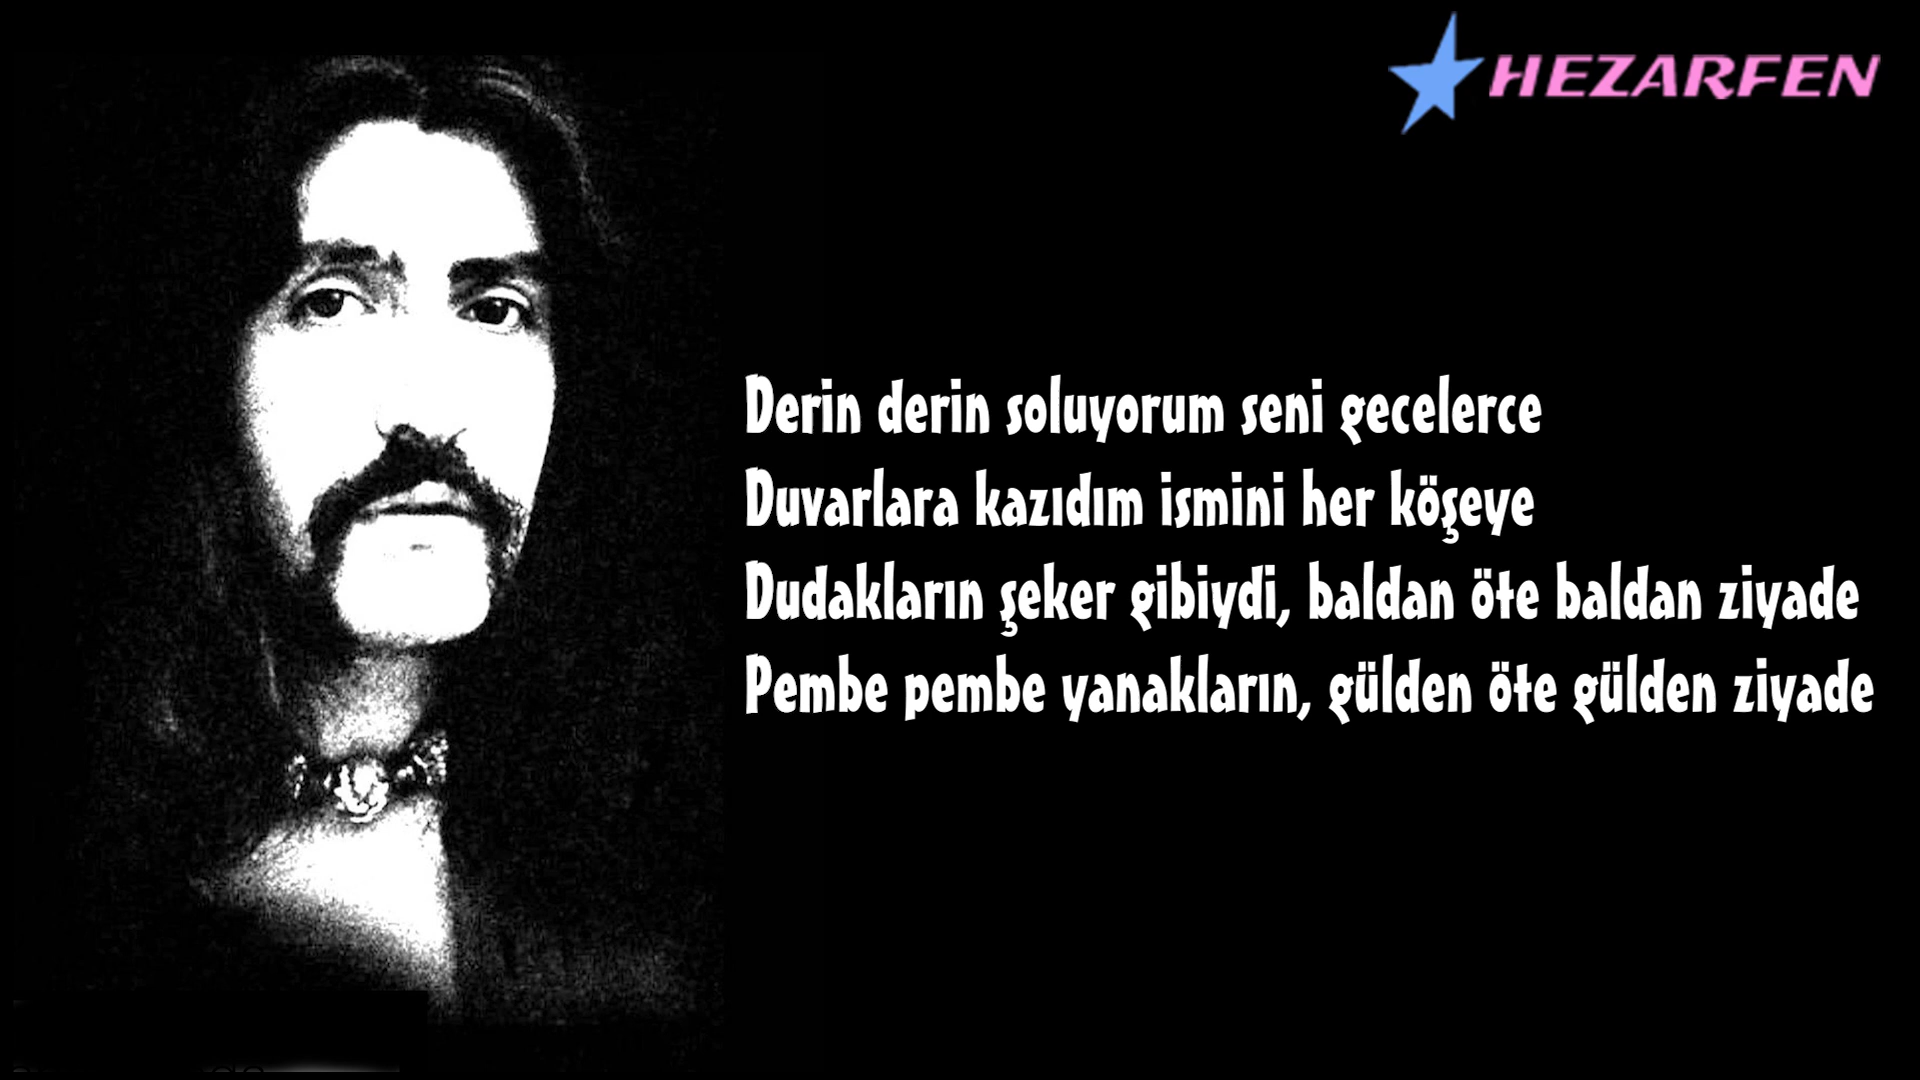 HEZARFEN
Derin derin soluyorum seni gecelerce
Duvarlara kazıdım ismini her köşeye
Dudakların şeker gibiydi, baldan öte baldan ziyade
Pembe pembe yanakların, gülden öte gülden ziyade